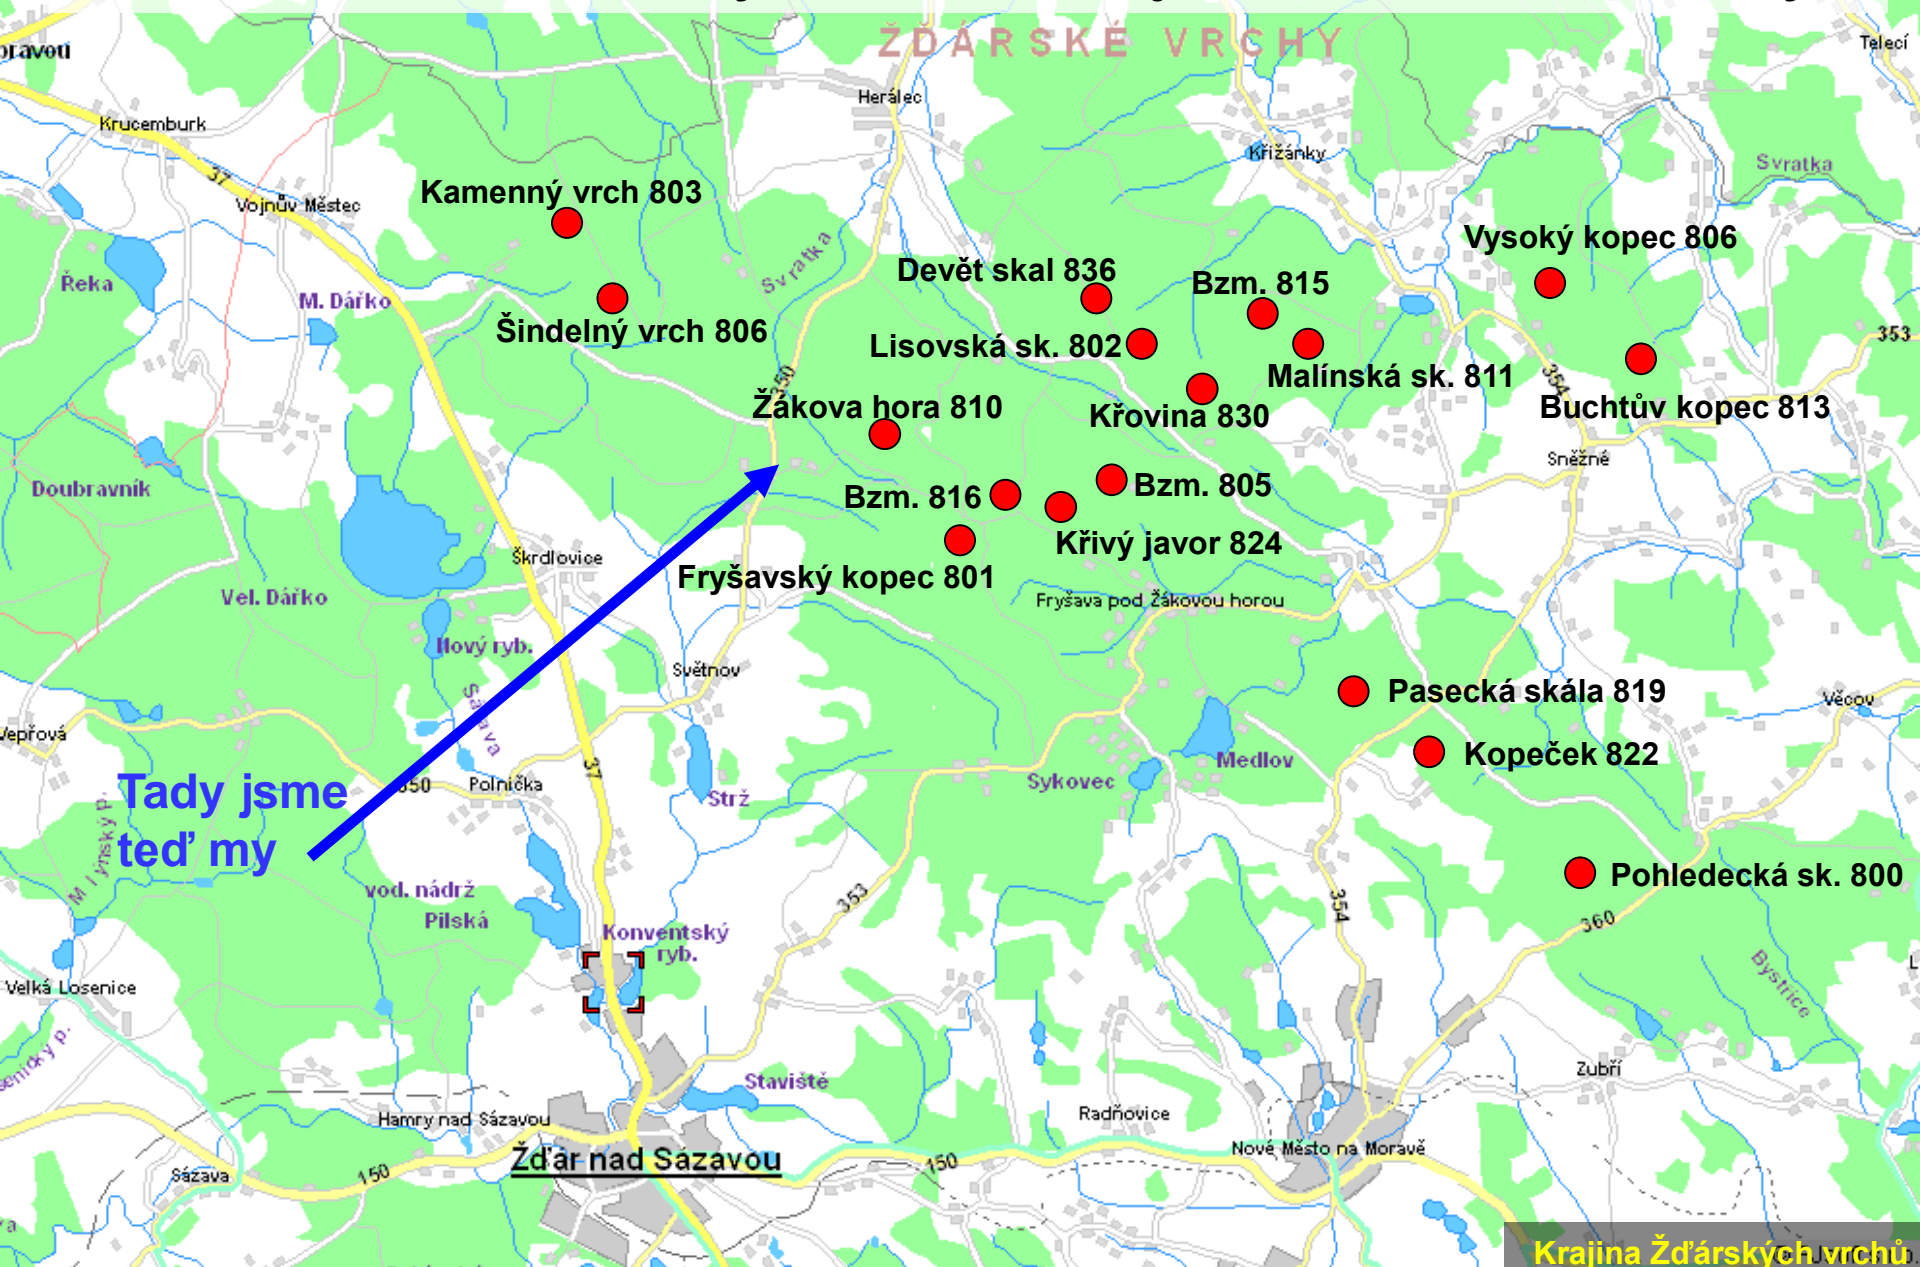 ŽĎÁRSKÉ VRCHY
Telecí
Herálec
Krucemburk
Křižánky
Svratka
37
Kamenný vrch 803
Vojnův Městec
Vysoký kopec 806
Svratka
Devět skal 836
Bzm. 815
Řeka
M. Dářko
Šindelný vrch 806
Lisovská sk. 802
353
Malínská sk. 811
350
354
Žákova hora 810
Křovina 830
Buchtův kopec 813
Sněžné
Doubravník
Bzm. 816
Bzm. 805
Křivý javor 824
Škrdlovice
Fryšavský kopec 801
Vel. Dářko
Fryšava pod Žákovou horou
Nový ryb.
Světnov
Sázava
Pasecká skála 819
Věcov
Vepřová
Kopeček 822
Medlov
37
Sykovec
Tady jsme
teď my
350
Polnička
Strž
Mlýnský p.
Pohledecká sk. 800
vod. nádrž
Pilská
353
354
360
Konventský
ryb.
Bystřice
Velká Losenice
Zubří
Staviště
Hamry nad Sázavou
Radňovice
Nové Město na Moravě
Žďár nad Sázavou
150
150
Sázava
Krajina Žďárských vrchů